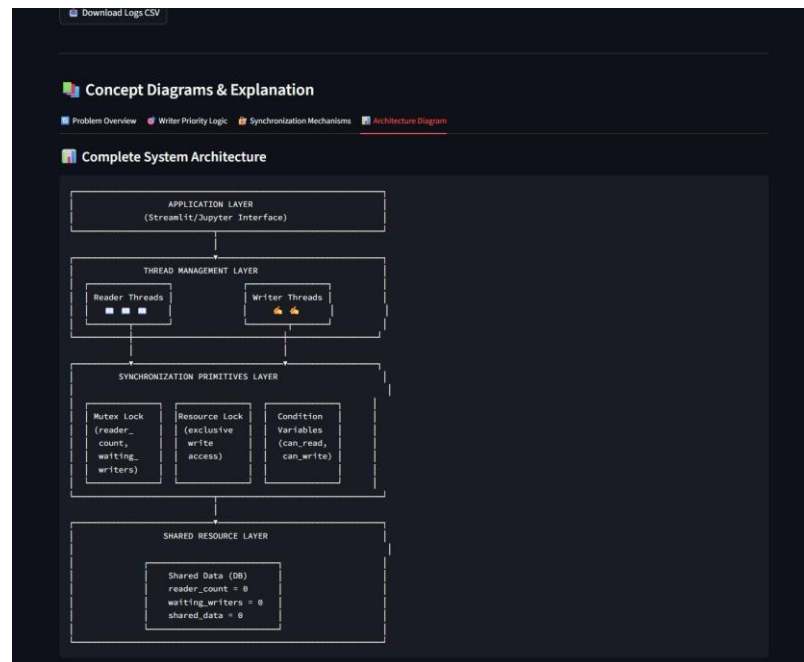 Download Logs CSV
Concept Diagrams & Explanation
Problem Overview Writer Priority Logic Synchronization Mechanisms Architecture Diagram
Complete System Architecture
APPLICATION LAYER
(Streamlit/Jupyter Interface)
THREAD MANAGEMENT LAYER
Reader Threads Writer Threads
SYNCHRONIZATION PRIMITIVES LAYER
Mutex Lock Resource Lock Condition
(reader_ (exclusive Variables
count, write (can_read,
waiting_ access) can_write)
writers)
SHARED RESOURCE LAYER
Shared Data (DB)
reader_count = 0
waiting_writers = 0
shared_data = 0